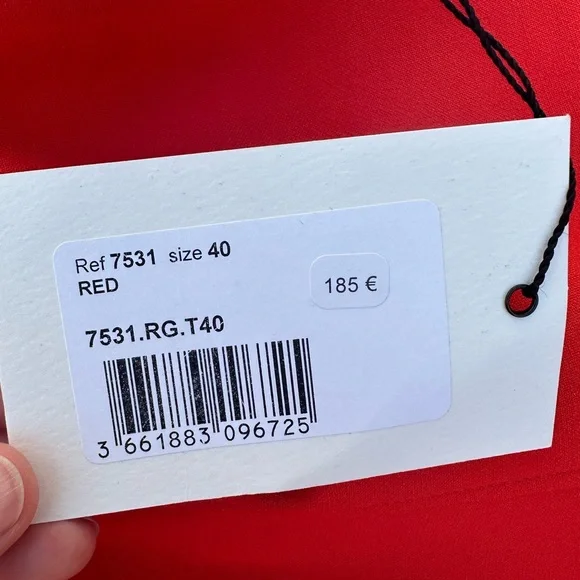 Ref 7531 size 40
RED
185 €
7531.RG.T40
3 661883 096725